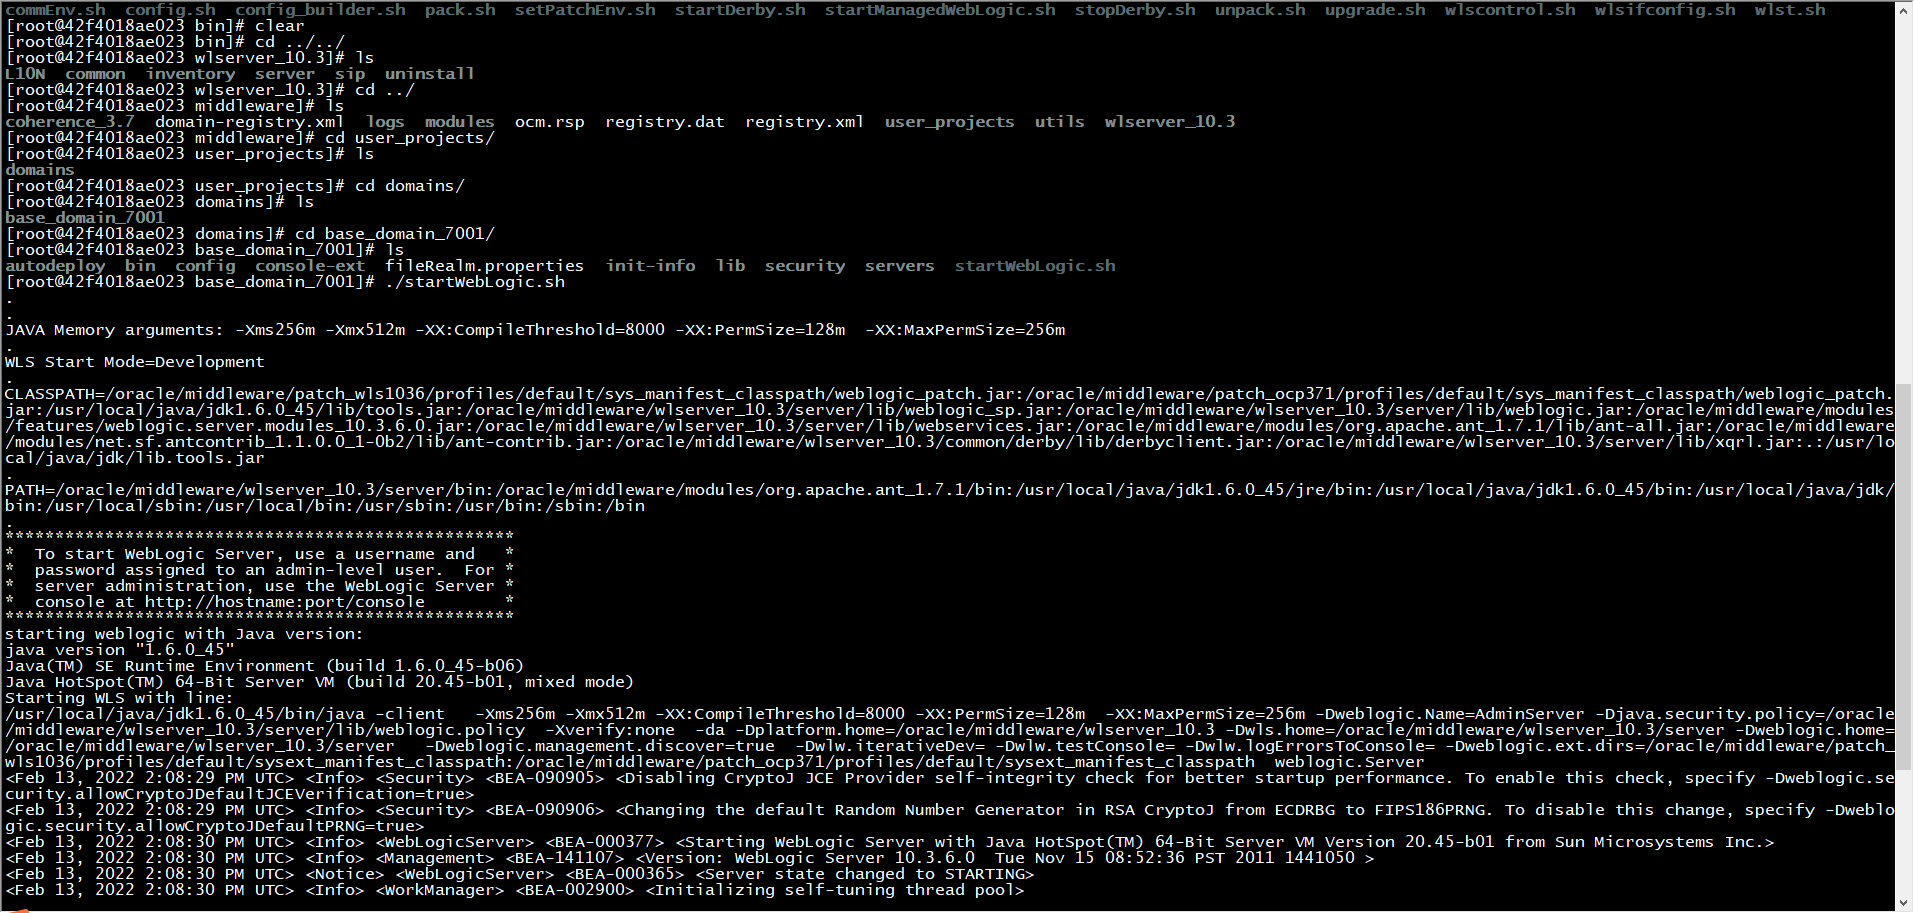 commEnv.sh  config.sh  config_builder.sh  pack.sh  setPatchEnv.sh  startDerby.sh  startManagedWebLogic.sh  stopDerby.sh  unpack.sh  upgrade.sh  wlscontrol.sh  wlsifconfig.sh  wlst.sh
[root@42f4018ae023 bin]# clear
[root@42f4018ae023 bin]# cd ../../
[root@42f4018ae023 wlserver_10.3]# ls
L10N  common  inventory  server  sip  uninstall
[root@42f4018ae023 wlserver_10.3]# cd ../
[root@42f4018ae023 middleware]# ls
coherence_3.7  domain-registry.xml  logs  modules  ocm.rsp  registry.dat  registry.xml  user_projects  utils  wlserver_10.3
[root@42f4018ae023 middleware]# cd user_projects/
[root@42f4018ae023 user_projects]# ls
domains
[root@42f4018ae023 user_projects]# cd domains/
[root@42f4018ae023 domains]# ls
base_domain_7001
[root@42f4018ae023 domains]# cd base_domain_7001/
[root@42f4018ae023 base_domain_7001]# ls
autodeploy  bin  config  console-ext  fileRealm.properties  init-info  lib  security  servers  startWebLogic.sh
[root@42f4018ae023 base_domain_7001]# ./startWebLogic.sh
.
.
JAVA Memory arguments: -Xms256m -Xmx512m -XX:CompileThreshold=8000 -XX:PermSize=128m  -XX:MaxPermSize=256m
.
WLS Start Mode=Development
.
CLASSPATH=/oracle/middleware/patch_wls1036/profiles/default/sys_manifest_classpath/weblogic_patch.jar:/oracle/middleware/patch_ocp371/profiles/default/sys_manifest_classpath/weblogic_patch.
jar:/usr/local/java/jdk1.6.0_45/lib/tools.jar:/oracle/middleware/wlserver_10.3/server/lib/weblogic_sp.jar:/oracle/middleware/wlserver_10.3/server/lib/weblogic.jar:/oracle/middleware/modules
/features/weblogic.server.modules_10.3.6.0.jar:/oracle/middleware/wlserver_10.3/server/lib/webservices.jar:/oracle/middleware/modules/org.apache.ant_1.7.1/lib/ant-all.jar:/oracle/middleware
/modules/net.sf.antcontrib_1.1.0.0_1-0b2/lib/ant-contrib.jar:/oracle/middleware/wlserver_10.3/common/derby/lib/derbyclient.jar:/oracle/middleware/wlserver_10.3/server/lib/xqrl.jar:.:/usr/lo
cal/java/jdk/lib.tools.jar
.
PATH=/oracle/middleware/wlserver_10.3/server/bin:/oracle/middleware/modules/org.apache.ant_1.7.1/bin:/usr/local/java/jdk1.6.0_45/jre/bin:/usr/local/java/jdk1.6.0_45/bin:/usr/local/java/jdk/
bin:/usr/local/sbin:/usr/local/bin:/usr/sbin:/usr/bin:/sbin:/bin
.
***************************************************
*  To start WebLogic Server, use a username and   *
*  password assigned to an admin-level user.  For *
*  server administration, use the WebLogic Server *
*  console at http://hostname:port/console        *
***************************************************
starting weblogic with Java version:
java version "1.6.0_45"
Java(TM) SE Runtime Environment (build 1.6.0_45-b06)
Java HotSpot(TM) 64-Bit Server VM (build 20.45-b01, mixed mode)
Starting WLS with line:
/usr/local/java/jdk1.6.0_45/bin/java -client   -Xms256m -Xmx512m -XX:CompileThreshold=8000 -XX:PermSize=128m  -XX:MaxPermSize=256m -Dweblogic.Name=AdminServer -Djava.security.policy=/oracle
/middleware/wlserver_10.3/server/lib/weblogic.policy  -Xverify:none  -da -Dplatform.home=/oracle/middleware/wlserver_10.3 -Dwls.home=/oracle/middleware/wlserver_10.3/server -Dweblogic.home=
/oracle/middleware/wlserver_10.3/server   -Dweblogic.management.discover=true  -Dwlw.iterativeDev= -Dwlw.testConsole= -Dwlw.logErrorsToConsole= -Dweblogic.ext.dirs=/oracle/middleware/patch_
wls1036/profiles/default/sysext_manifest_classpath:/oracle/middleware/patch_ocp371/profiles/default/sysext_manifest_classpath  weblogic.Server
<Feb 13, 2022 2:08:29 PM UTC> <Info> <Security> <BEA-090905> <Disabling CryptoJ JCE Provider self-integrity check for better startup performance. To enable this check, specify -Dweblogic.se
curity.allowCryptoJDefaultJCEVerification=true>
<Feb 13, 2022 2:08:29 PM UTC> <Info> <Security> <BEA-090906> <Changing the default Random Number Generator in RSA CryptoJ from ECDRBG to FIPS186PRNG. To disable this change, specify -Dweblo
gic.security.allowCryptoJDefaultPRNG=true>
<Feb 13, 2022 2:08:30 PM UTC> <Info> <WebLogicServer> <BEA-000377> <Starting WebLogic Server with Java HotSpot(TM) 64-Bit Server VM Version 20.45-b01 from Sun Microsystems Inc.>
<Feb 13, 2022 2:08:30 PM UTC> <Info> <Management> <BEA-141107> <Version: WebLogic Server 10.3.6.0  Tue Nov 15 08:52:36 PST 2011 1441050 >
<Feb 13, 2022 2:08:30 PM UTC> <Notice> <WebLogicServer> <BEA-000365> <Server state changed to STARTING>
<Feb 13, 2022 2:08:30 PM UTC> <Info> <WorkManager> <BEA-002900> <Initializing self-tuning thread pool>